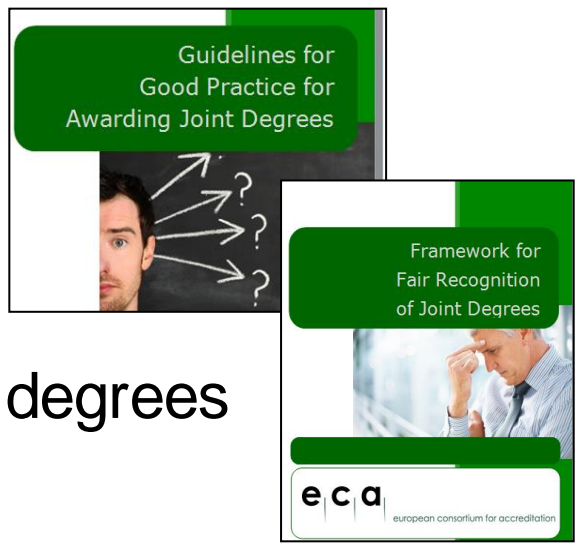 Guidelines for
Good Practice for
Awarding Joint Degrees
?
?
?
Framework for
Fair Recognition
of Joint Degrees
degrees
eca
european consortium for accreditation